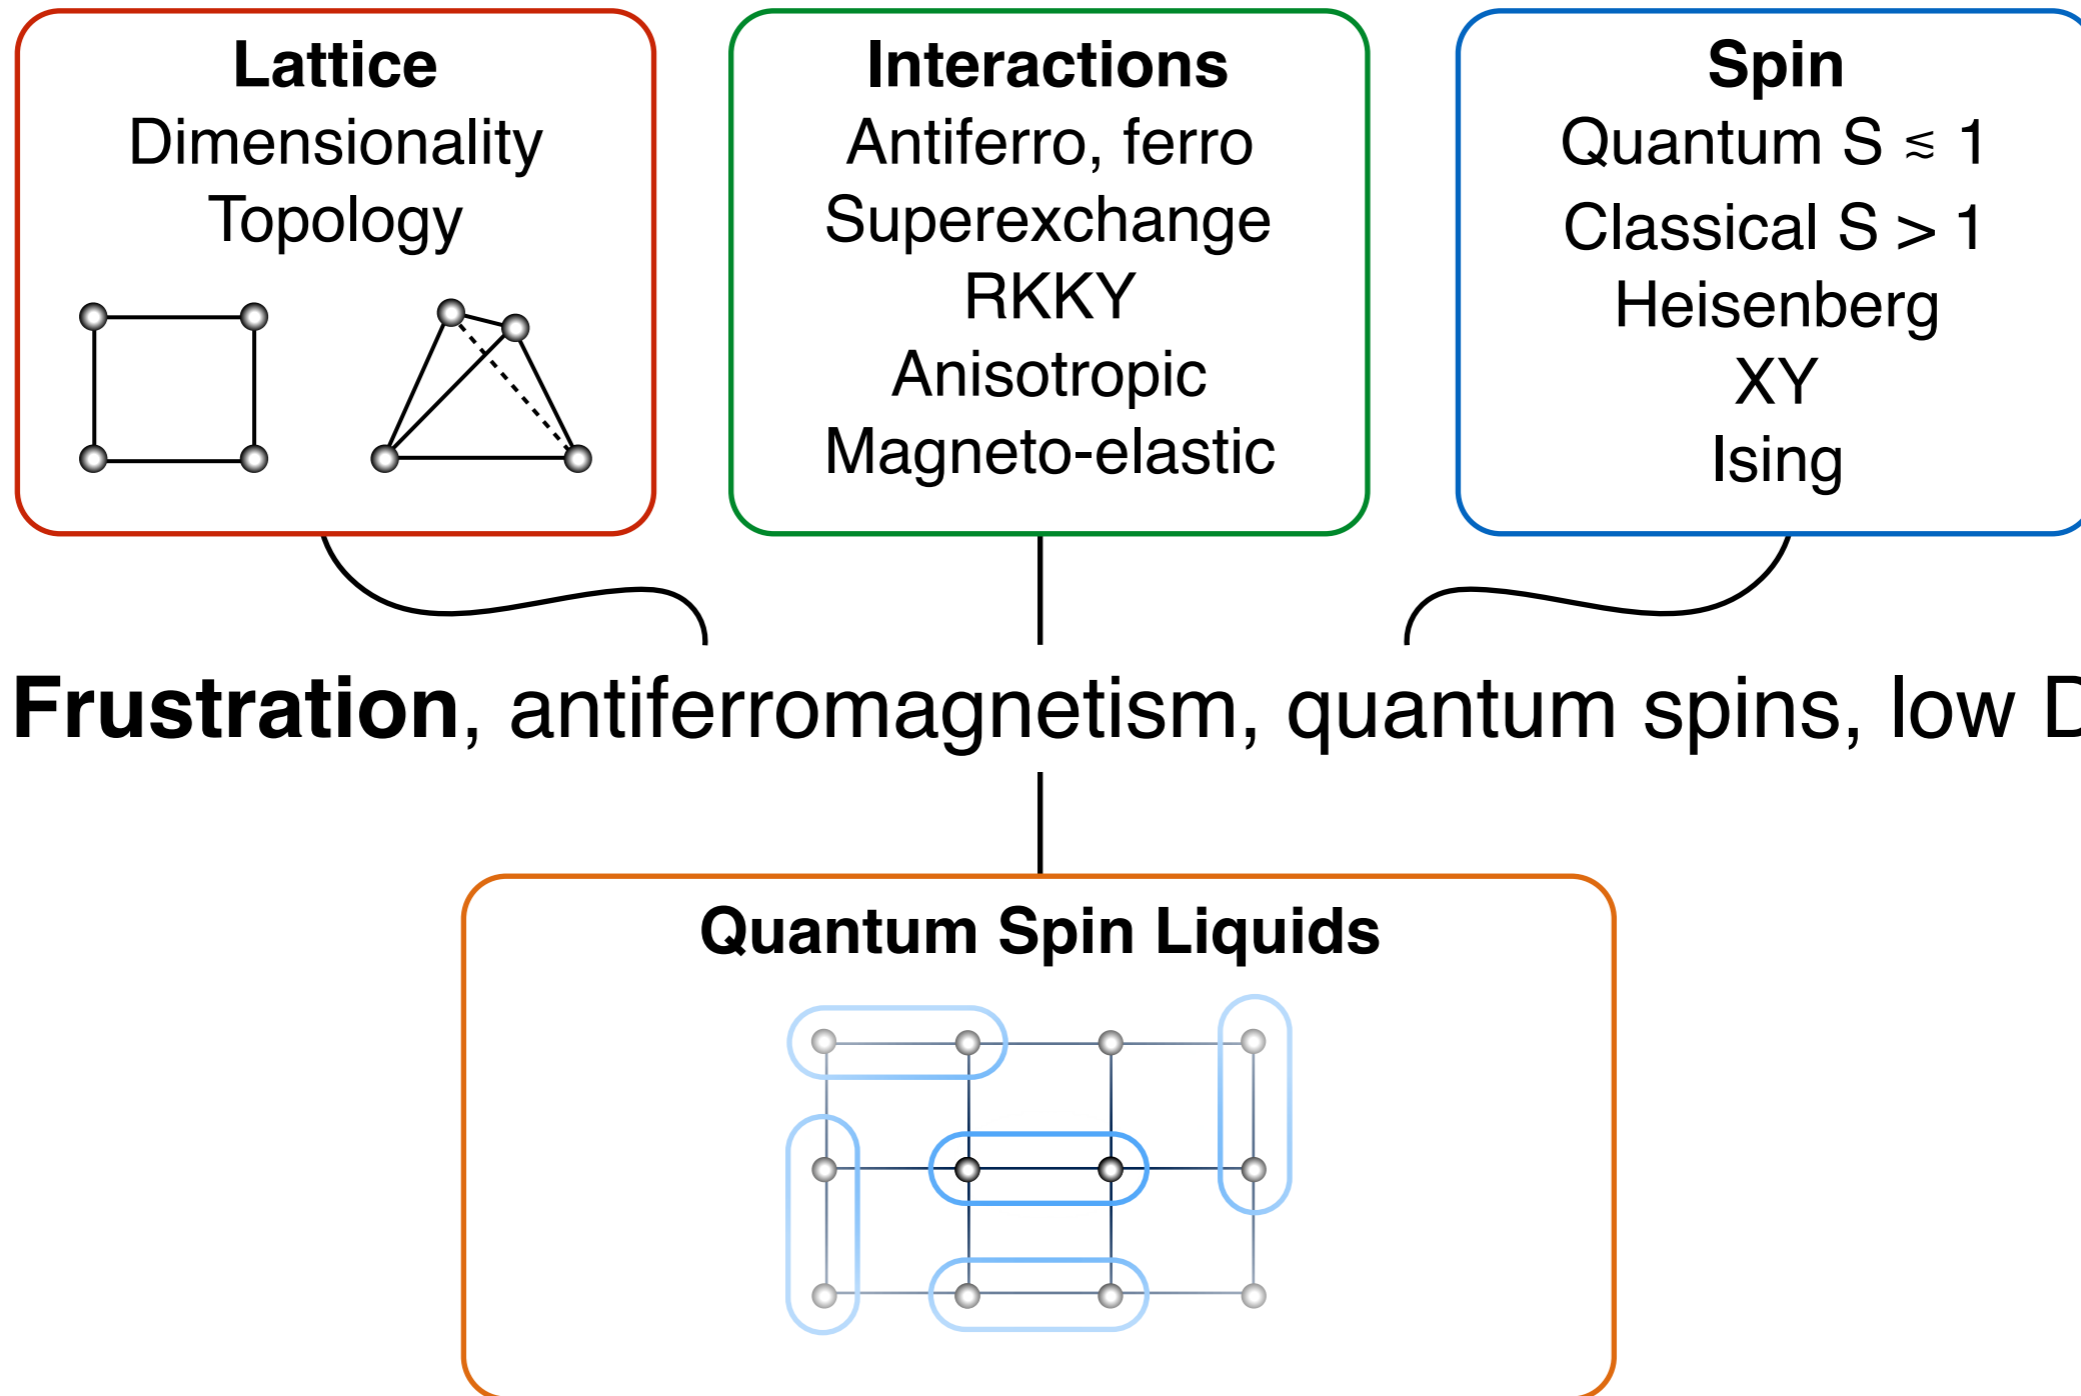 Lattice
Dimensionality
Topology
Interactions
Antiferro, ferro
Superexchange
RKKY
Anisotropic
Magneto-elastic
Spin
Quantum S ≲ 1
Classical S > 1
Heisenberg
XY
Ising
Frustration, antiferromagnetism, quantum spins, low D
Quantum Spin Liquids